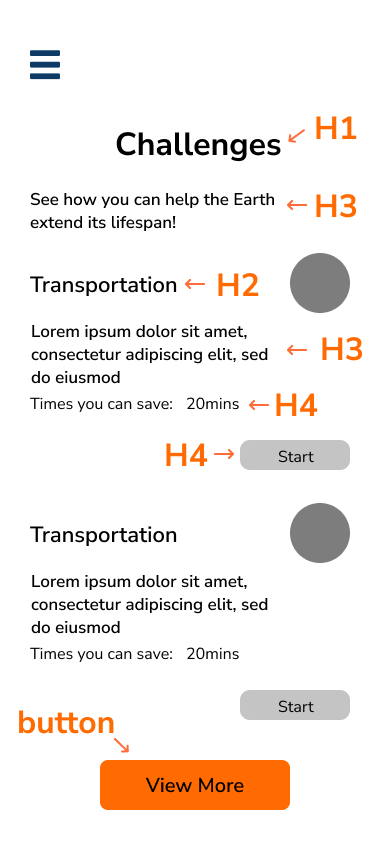 Challenges
H1
See how you can help the Earth
extend its lifespan!
H3
Transportation
H2
Lorem ipsum dolor sit amet,
consectetur adipiscing elit, sed
do eiusmod
H3
Times you can save: 20mins
H4
H4
Start
Transportation
Lorem ipsum dolor sit amet,
consectetur adipiscing elit, sed
do eiusmod
Times you can save: 20mins
Start
button
View More